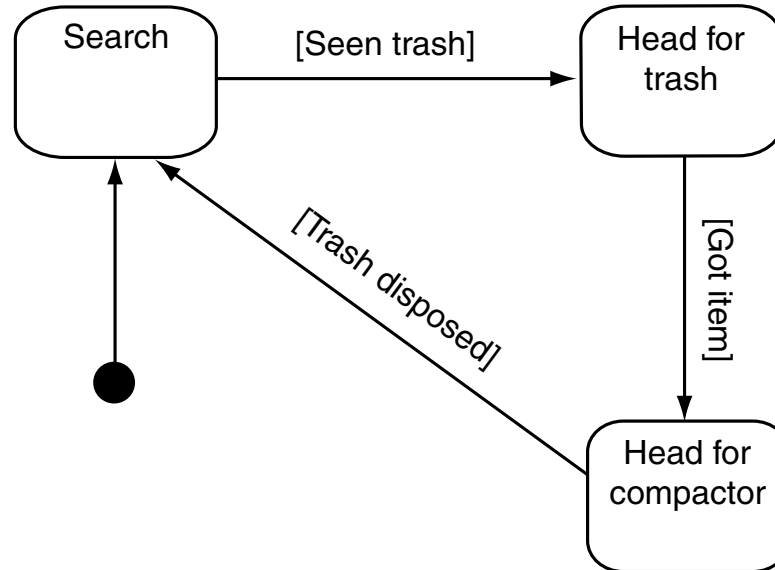 Search
[Seen trash]
Head for
trash
[Trash disposed]
[Got item]
Head for
compactor